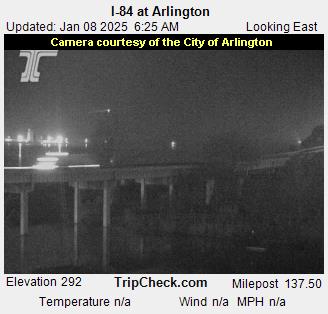 I-84 at Arlington
Updated: Jan 08 2025 6:25 AM Looking East
Camera courtesy of the City of Arlington
Elevation 292 TripCheck.com Milepost 137.50
Temperature n/a Wind n/a MPH n/a